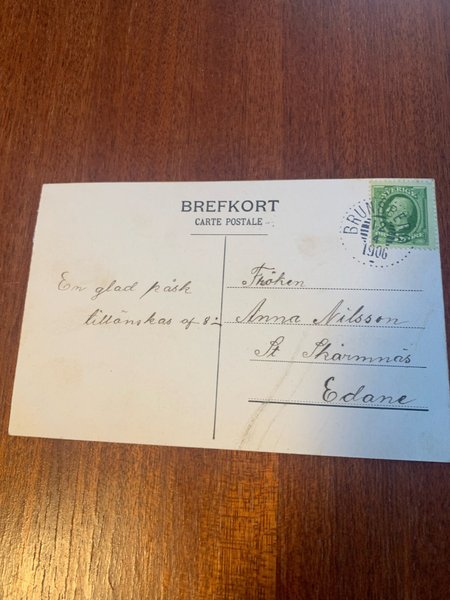 BREFKORT
CARTE POSTALE
SVERIGE
1906
En glad påsk
tillönskas af
Fröken
Anna Nilsson
St Skärmnäs
Edane